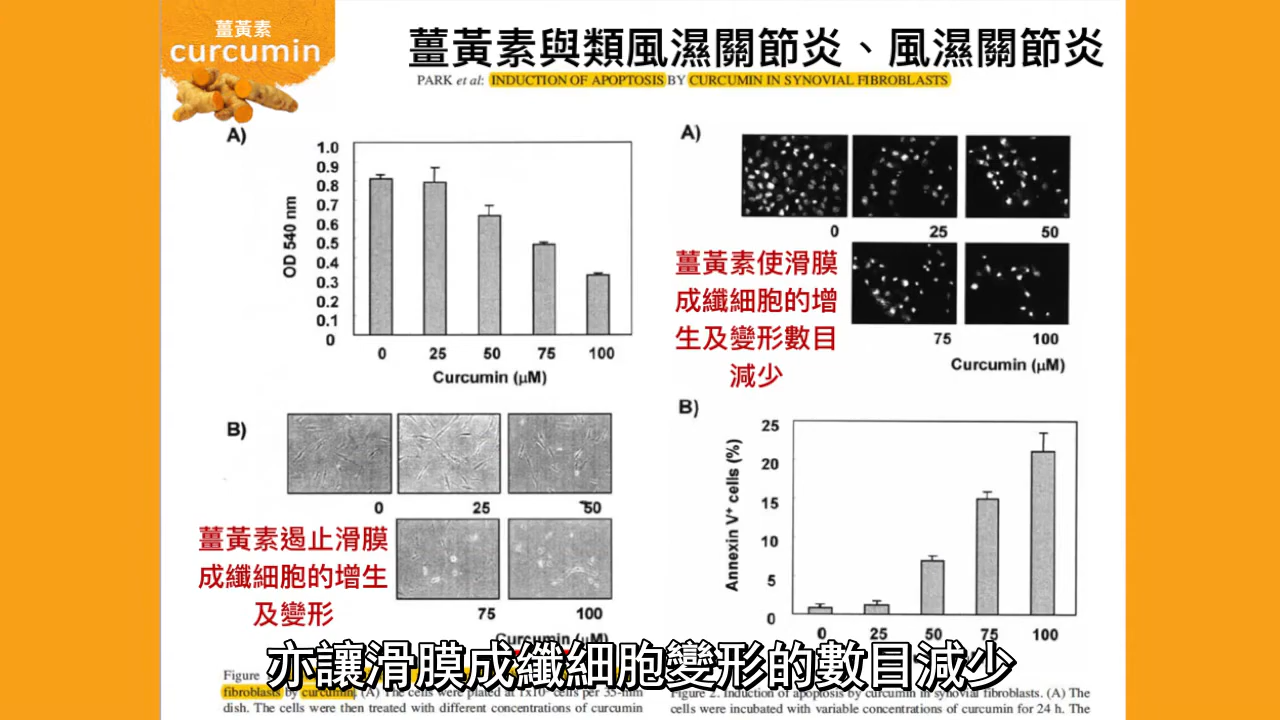 薑黃素
curcumin
薑黃素與類風濕關節炎、風濕關節炎
PARK et al: INDUCTION OF APOPTOSIS BY CURCUMIN IN SYNOVIAL FIBROBLASTS
A)
1.0
0.9
0.8
0.7
0.6
0.5
0.4
0.3
0.2
0.1
0
OD 540 nm
0 25 50 75 100
Curcumin (μM)
B)
0 25 50
薑黃素遏止滑膜
成纖細胞的增生
及變形
75 100
Curcumin (μM)
A)
0 25 50
薑黃素使滑膜
成纖細胞的增
生及變形數目
減少
75 100
Curcumin (μM)
B)
25
20
15
10
5
0
Annexin V+ cells (%)
0 25 50 75 100
亦讓滑膜成纖細胞變形的數目減少
Figure
fibroblasts by curcumin. (A) The cells were plated at 1x10 cells per 35-mm
dish. The cells were then treated with different concentrations of curcumin
Figure 2. Induction of apoptosis by curcumin in synovial fibroblasts. (A) The
cells were incubated with variable concentrations of curcumin for 24 h. The